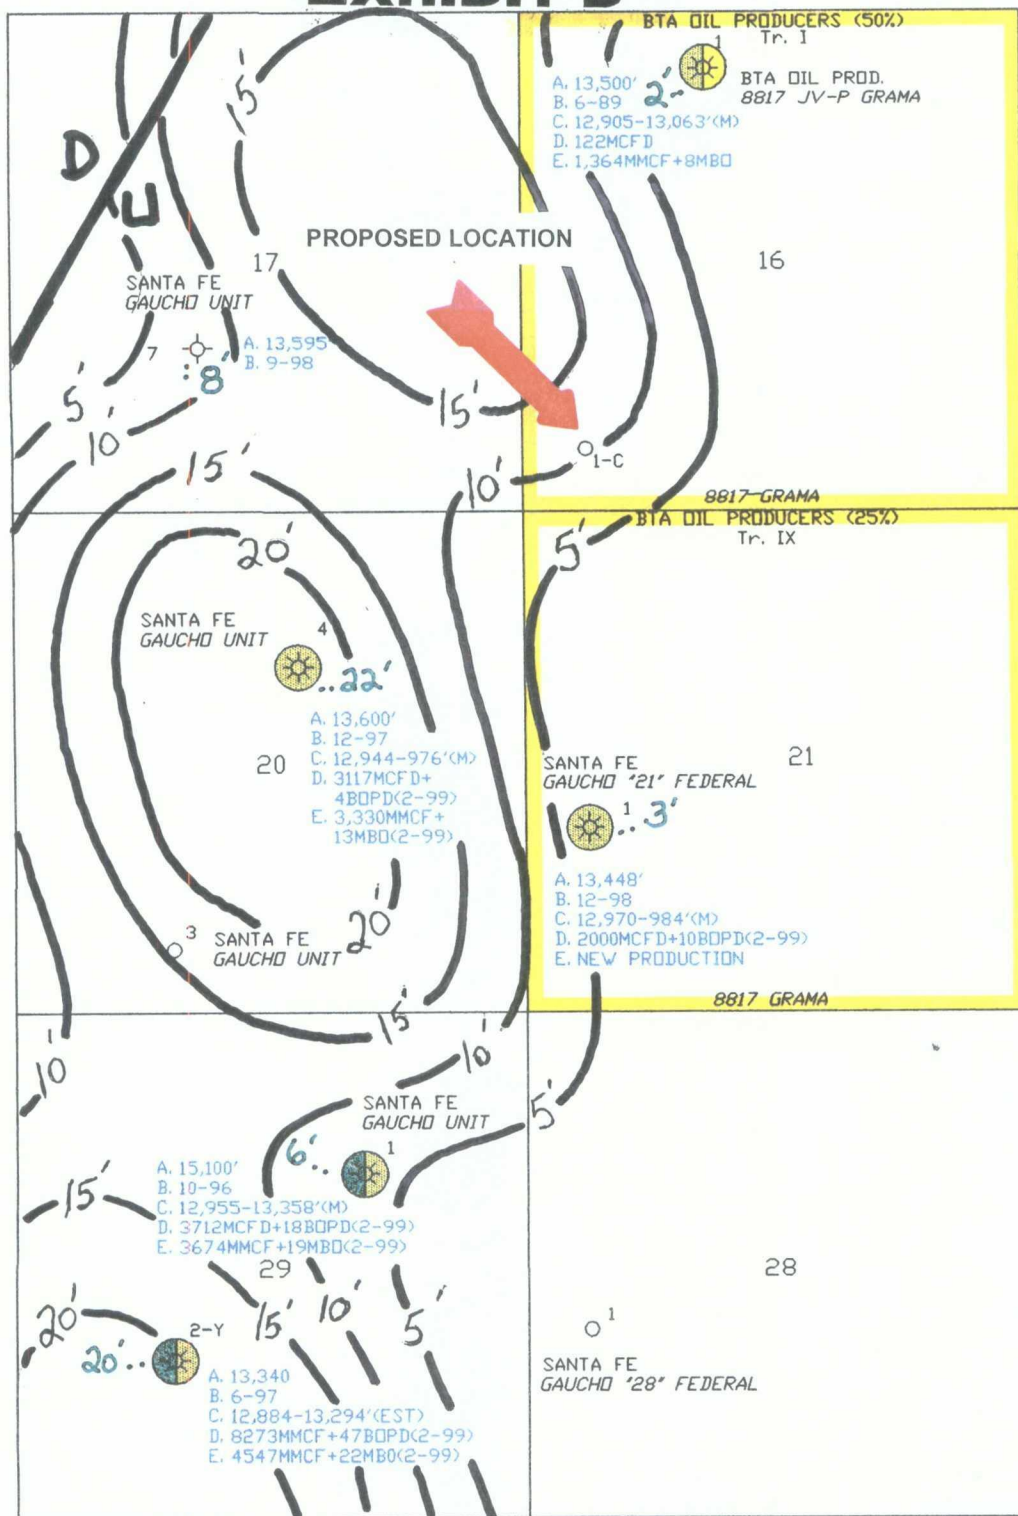 BTA OIL PRODUCERS (50%)
Tr. I
1
BTA OIL PROD.
8817 JV-P GRAMA
A. 13,500'
B. 6-89
2'
C. 12,905-13,063'(M)
D. 122MCFD
E. 1,364MMCF+8MBO
15'
D
U
PROPOSED LOCATION
17
16
SANTA FE
GAUCHO UNIT
7
A. 13,595'
B. 9-98
8'
5'
10'
15'
15'
10'
1-C
8817 GRAMA
BTA OIL PRODUCERS (25%)
Tr. IX
5'
20'
SANTA FE
GAUCHO UNIT
4
22'
A. 13,600'
B. 12-97
C. 12,944-976'(M)
D. 3117MCFD+
4BOPD(2-99)
E. 3,330MMCF+
13MBO(2-99)
20
21
SANTA FE
GAUCHO "21" FEDERAL
1
3'
A. 13,448'
B. 12-98
C. 12,970-984'(M)
D. 2000MCFD+10BOPD(2-99)
E. NEW PRODUCTION
20'
3
SANTA FE
GAUCHO UNIT
8817 GRAMA
15'
10'
10'
5'
SANTA FE
GAUCHO UNIT
1
6'
A. 15,100'
B. 10-96
C. 12,955-13,358'(M)
D. 3712MCFD+18BOPD(2-99)
E. 3674MMCF+19MBO(2-99)
15'
29
28
20'
15'
10'
5'
2-Y
20'
A. 13,340
B. 6-97
C. 12,884-13,294'(EST)
D. 8273MMCF+47BOPD(2-99)
E. 4547MMCF+22MBO(2-99)
1
SANTA FE
GAUCHO "28" FEDERAL